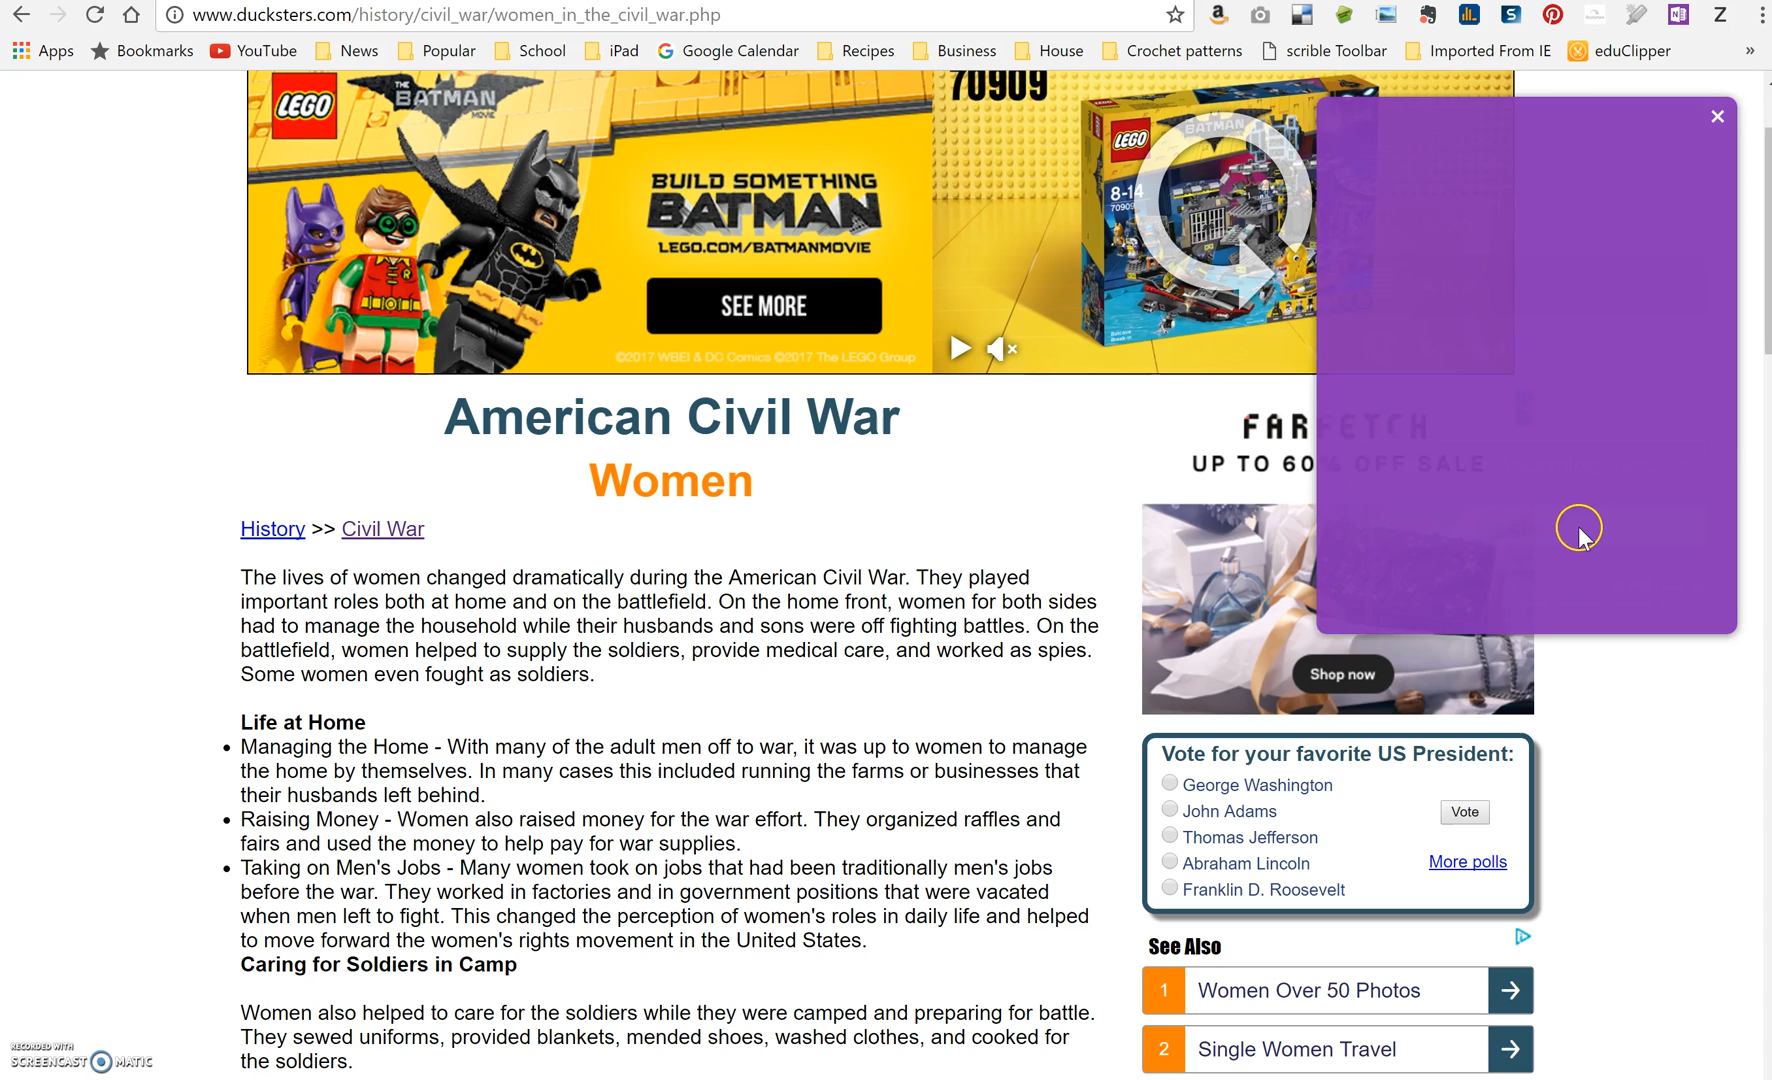 www.ducksters.com/history/civil_war/women_in_the_civil_war.php
Apps Bookmarks YouTube News Popular School iPad Google Calendar Recipes Business House Crochet patterns scrible Toolbar Imported From IE eduClipper »
LEGO
THE
BATMAN
MOVIE
BUILD SOMETHING
BATMAN
LEGO.COM/BATMANMOVIE
SEE MORE
©2017 WBEI & DC Comics ©2017 The LEGO Group
70909
LEGO
BATMAN
8-14
70909
American Civil War
Women
History >> Civil War
The lives of women changed dramatically during the American Civil War. They played
important roles both at home and on the battlefield. On the home front, women for both sides
had to manage the household while their husbands and sons were off fighting battles. On the
battlefield, women helped to supply the soldiers, provide medical care, and worked as spies.
Some women even fought as soldiers.
Life at Home
• Managing the Home - With many of the adult men off to war, it was up to women to manage
the home by themselves. In many cases this included running the farms or businesses that
their husbands left behind.
• Raising Money - Women also raised money for the war effort. They organized raffles and
fairs and used the money to help pay for war supplies.
• Taking on Men's Jobs - Many women took on jobs that had been traditionally men's jobs
before the war. They worked in factories and in government positions that were vacated
when men left to fight. This changed the perception of women's roles in daily life and helped
to move forward the women's rights movement in the United States.
Caring for Soldiers in Camp
Women also helped to care for the soldiers while they were camped and preparing for battle.
They sewed uniforms, provided blankets, mended shoes, washed clothes, and cooked for
the soldiers.
FARFETCH
UP TO 60% OFF SALE
Shop now
Vote for your favorite US President:
George Washington
John Adams
Thomas Jefferson
Abraham Lincoln
Franklin D. Roosevelt
Vote
More polls
See Also
1 Women Over 50 Photos
2 Single Women Travel
RECORDED WITH
SCREENCAST MATIC